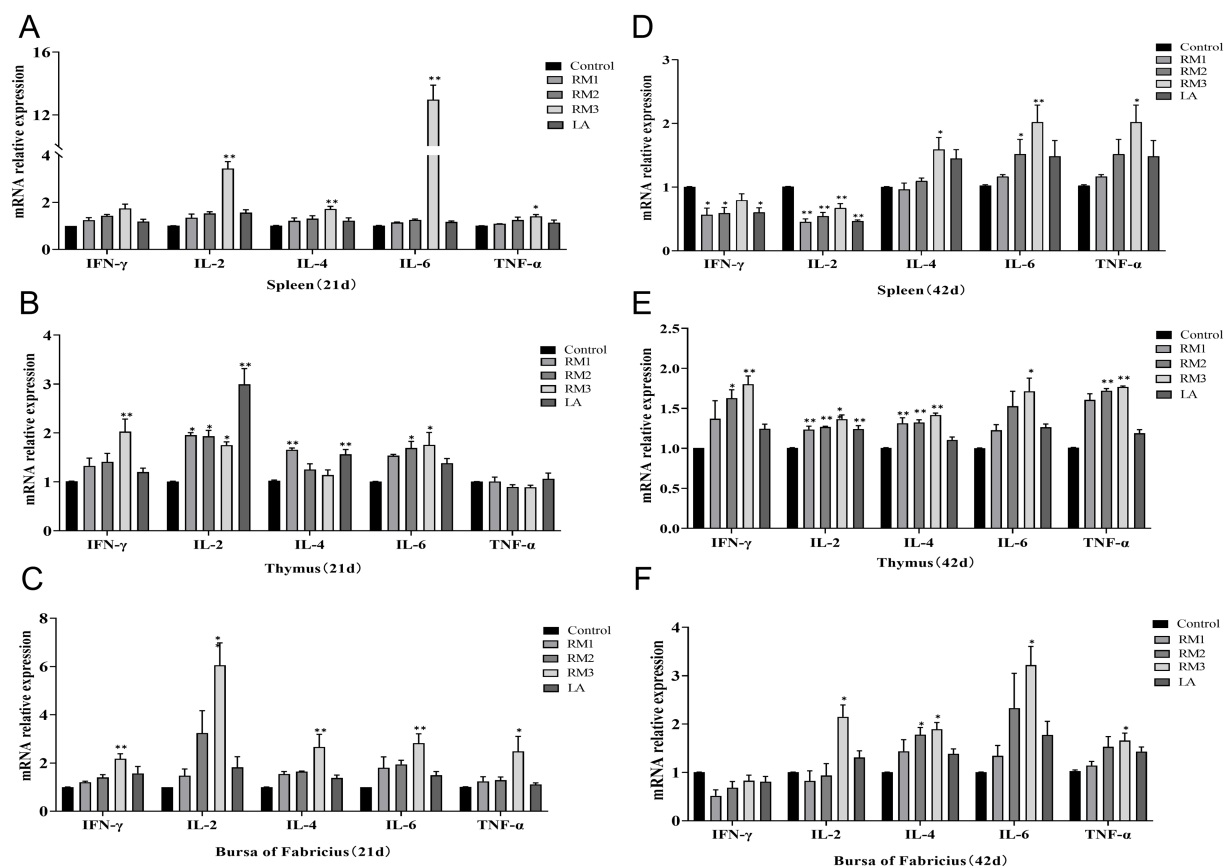 A
mRNA relative expression
16
12
4
2
0
IFN-γ IL-2 IL-4 IL-6 TNF-α
Spleen(21d)
** ** ** *
Control
RM1
RM2
RM3
LA
B
mRNA relative expression
4
3
2
1
0
IFN-γ IL-2 IL-4 IL-6 TNF-α
Thymus(21d)
** * * * ** ** ** * *
Control
RM1
RM2
RM3
LA
C
mRNA relative expression
8
6
4
2
0
IFN-γ IL-2 IL-4 IL-6 TNF-α
Bursa of Fabricius(21d)
** * * ** ** *
Control
RM1
RM2
RM3
LA
D
mRNA relative expression
3
2
1
0
IFN-γ IL-2 IL-4 IL-6 TNF-α
Spleen(42d)
* * * ** ** ** ** * * ** *
Control
RM1
RM2
RM3
LA
E
mRNA relative expression
2.5
2.0
1.5
1.0
0.5
0.0
IFN-γ IL-2 IL-4 IL-6 TNF-α
Thymus(42d)
* ** ** ** * ** ** ** ** * ** **
Control
RM1
RM2
RM3
LA
F
mRNA relative expression
4
3
2
1
0
IFN-γ IL-2 IL-4 IL-6 TNF-α
Bursa of Fabricius(42d)
* * * * *
Control
RM1
RM2
RM3
LA